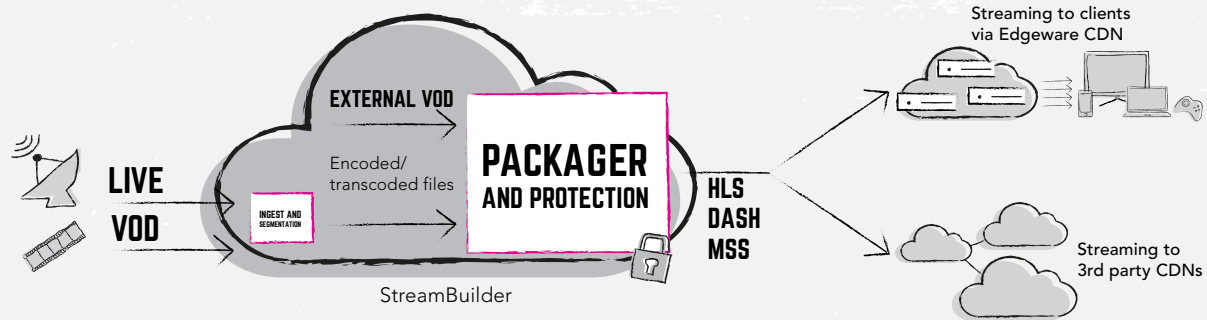 LIVE
VOD
INGEST AND
SEGMENTATION
EXTERNAL VOD
Encoded/
transcoded files
PACKAGER
AND PROTECTION
StreamBuilder
HLS
DASH
MSS
Streaming to clients
via Edgeware CDN
Streaming to
3rd party CDNs